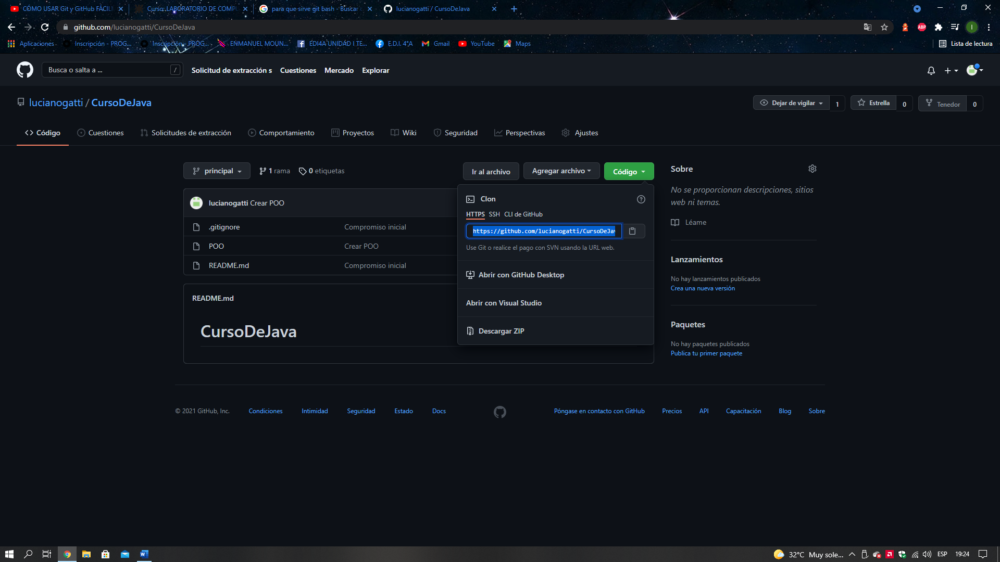 CÓMO USAR Git y GitHub FÁCIL
Curso: LABORATORIO DE COMPU
para que sirve git bash - Buscar c
lucianogatti / CursoDeJava
github.com/lucianogatti/CursoDeJava
ABP
I
Aplicaciones
Inscripción - PROG...
Inscripción - PROG...
ENMANUEL MOUN...
EDI4A UNIDAD I TE...
E.D.I. 4°A
Gmail
YouTube
Maps
Lista de lectura
Busca o salta a ...
/
Solicitud de extracción s
Cuestiones
Mercado
Explorar
lucianogatti / CursoDeJava
Dejar de vigilar
1
Estrella
0
Tenedor
0
Código
Cuestiones
Solicitudes de extracción
Comportamiento
Proyectos
Wiki
Seguridad
Perspectivas
Ajustes
principal
1 rama
0 etiquetas
Ir al archivo
Agregar archivo
Código
lucianogatti Crear POO
.gitignore
Compromiso inicial
POO
Crear POO
README.md
Compromiso inicial
Clon
HTTPS
SSH
CLI de GitHub
https://github.com/lucianogatti/CursoDeJav
Use Git o realice el pago con SVN usando la URL web.
Abrir con GitHub Desktop
Abrir con Visual Studio
Descargar ZIP
README.md
CursoDeJava
Sobre
No se proporcionan descripciones, sitios
web ni temas.
Léame
Lanzamientos
No hay lanzamientos publicados
Crea una nueva versión
Paquetes
No hay paquetes publicados
Publica tu primer paquete
© 2021 GitHub, Inc.
Condiciones
Intimidad
Seguridad
Estado
Docs
Póngase en contacto con GitHub
Precios
API
Capacitación
Blog
Sobre
32°C Muy sole...
ESP
19:24